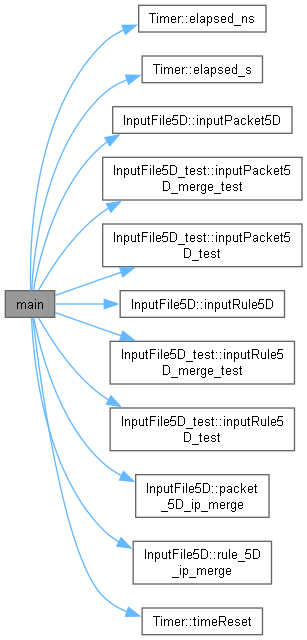 Timer::elapsed_ns
Timer::elapsed_s
InputFile5D::inputPacket5D
InputFile5D_test::inputPacket5
D_merge_test
InputFile5D_test::inputPacket5
D_test
main
InputFile5D::inputRule5D
InputFile5D_test::inputRule5
D_merge_test
InputFile5D_test::inputRule5
D_test
InputFile5D::packet
_5D_ip_merge
InputFile5D::rule_5D
_ip_merge
Timer::timeReset